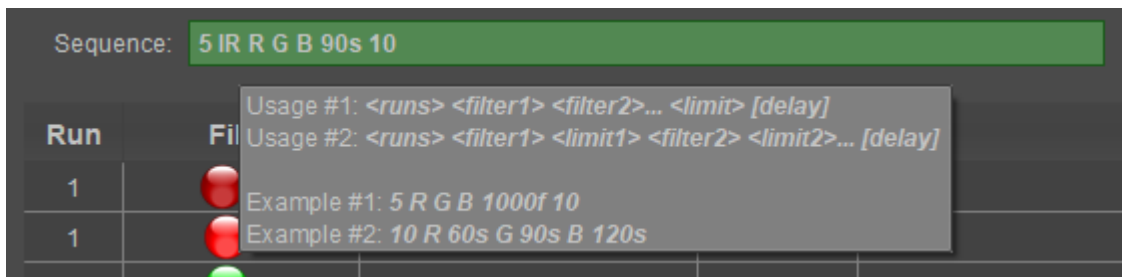 Sequence: 5 IR R G B 90s 10
Usage #1: <runs> <filter1> <filter2>... <limit> [delay]
Run Fil
Usage #2: <runs> <filter1> <limit1> <filter2> <limit2>... [delay]
1
Example #1: 5 R G B 1000f 10
1
Example #2: 10 R 60s G 90s B 120s